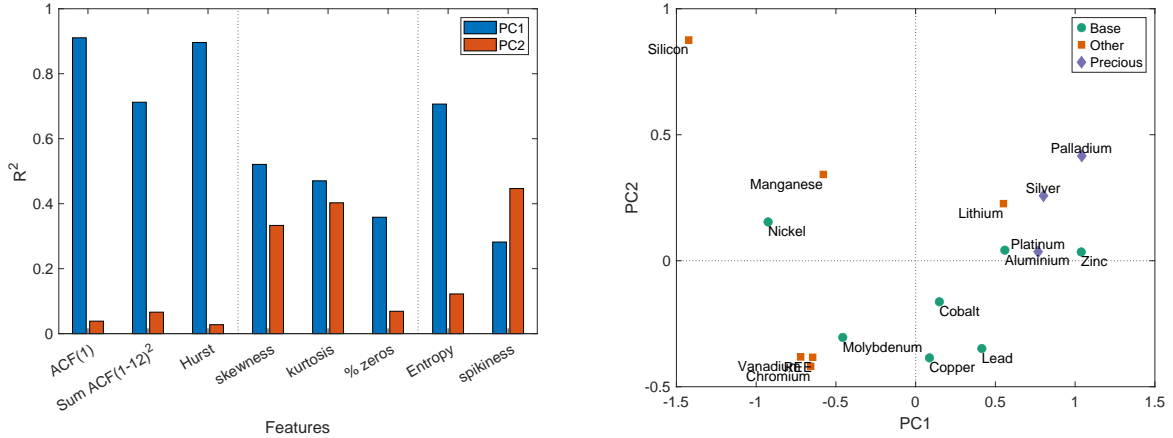 1
0.8
0.6
0.4
0.2
0
R2
PC1
PC2
ACF(1)
Sum ACF(1-12)2
Hurst
skewness
kurtosis
% zeros
Entropy
spikiness
Features
1
0.5
0
-0.5
PC2
Base
Other
Precious
Silicon
Palladium
Manganese
Silver
Lithium
Nickel
Platinum
Aluminium
Zinc
Cobalt
Molybdenum
Lead
Copper
Vanadium
REE
Chromium
-1.5
-1
-0.5
0
0.5
1
1.5
PC1